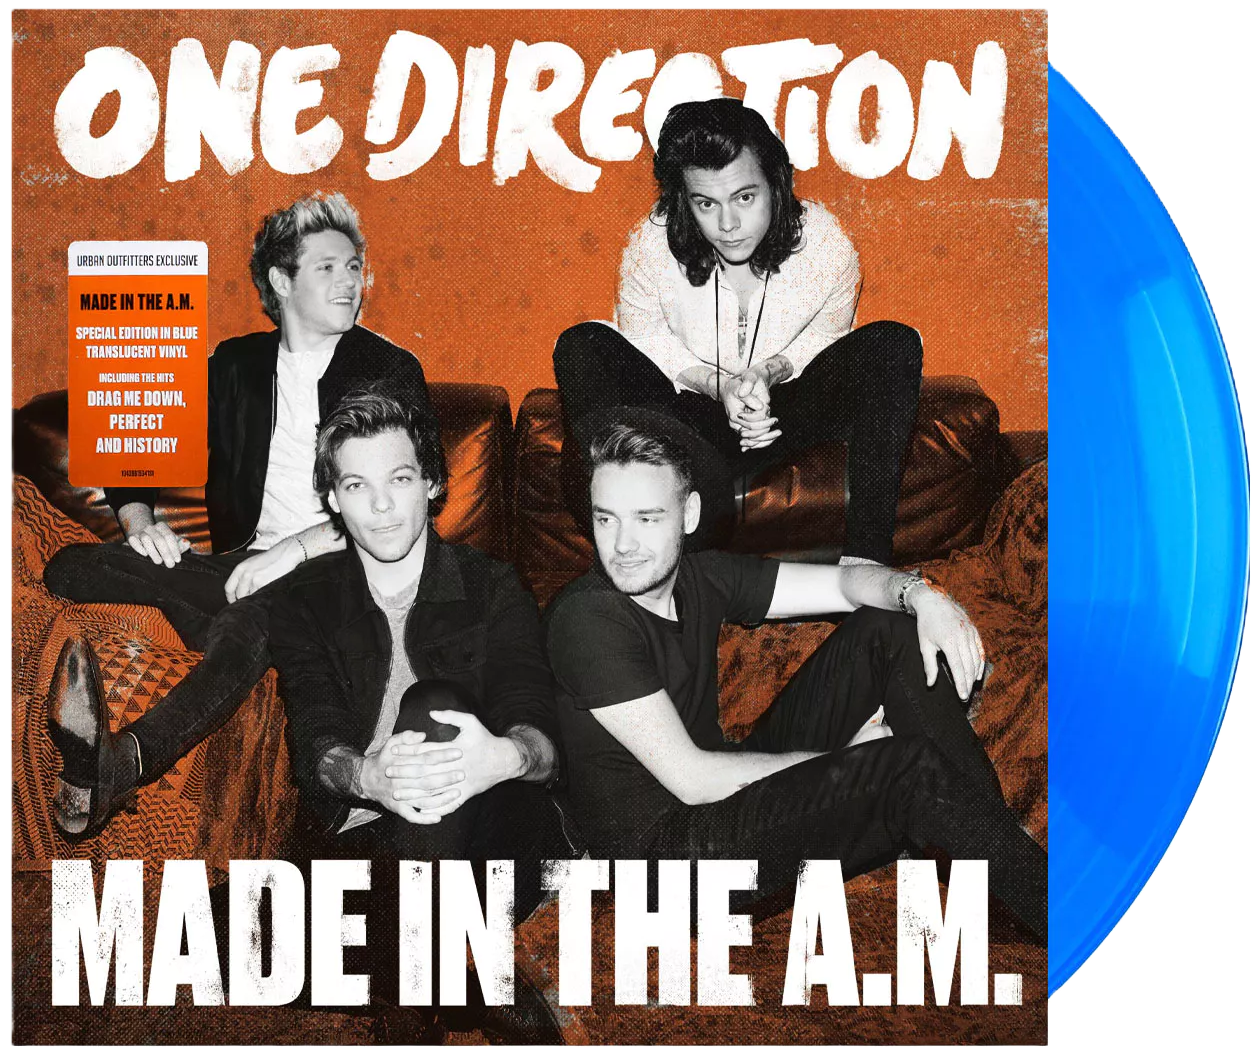 ONE DIRECTION
URBAN OUTFITTERS EXCLUSIVE
MADE IN THE A.M.
SPECIAL EDITION IN BLUE
TRANSLUCENT VINYL
INCLUDING THE HITS
DRAG ME DOWN,
PERFECT
AND HISTORY
MADE IN THE A.M.